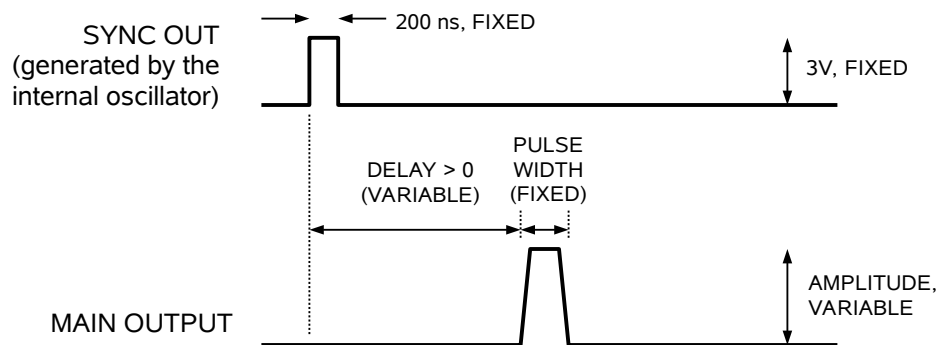 200 ns, FIXED
SYNC OUT
(generated by the
internal oscillator)
3V, FIXED
PULSE
WIDTH
(FIXED)
DELAY > 0
(VARIABLE)
AMPLITUDE,
VARIABLE
MAIN OUTPUT